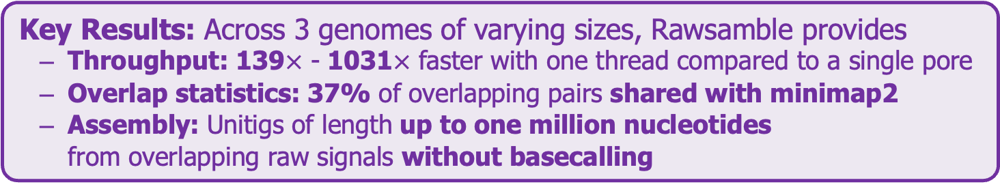 Key Results: Across 3 genomes of varying sizes, Rawsamble provides
– Throughput: 139× - 1031× faster with one thread compared to a single pore
– Overlap statistics: 37% of overlapping pairs shared with minimap2
– Assembly: Unitigs of length up to one million nucleotides
from overlapping raw signals without basecalling